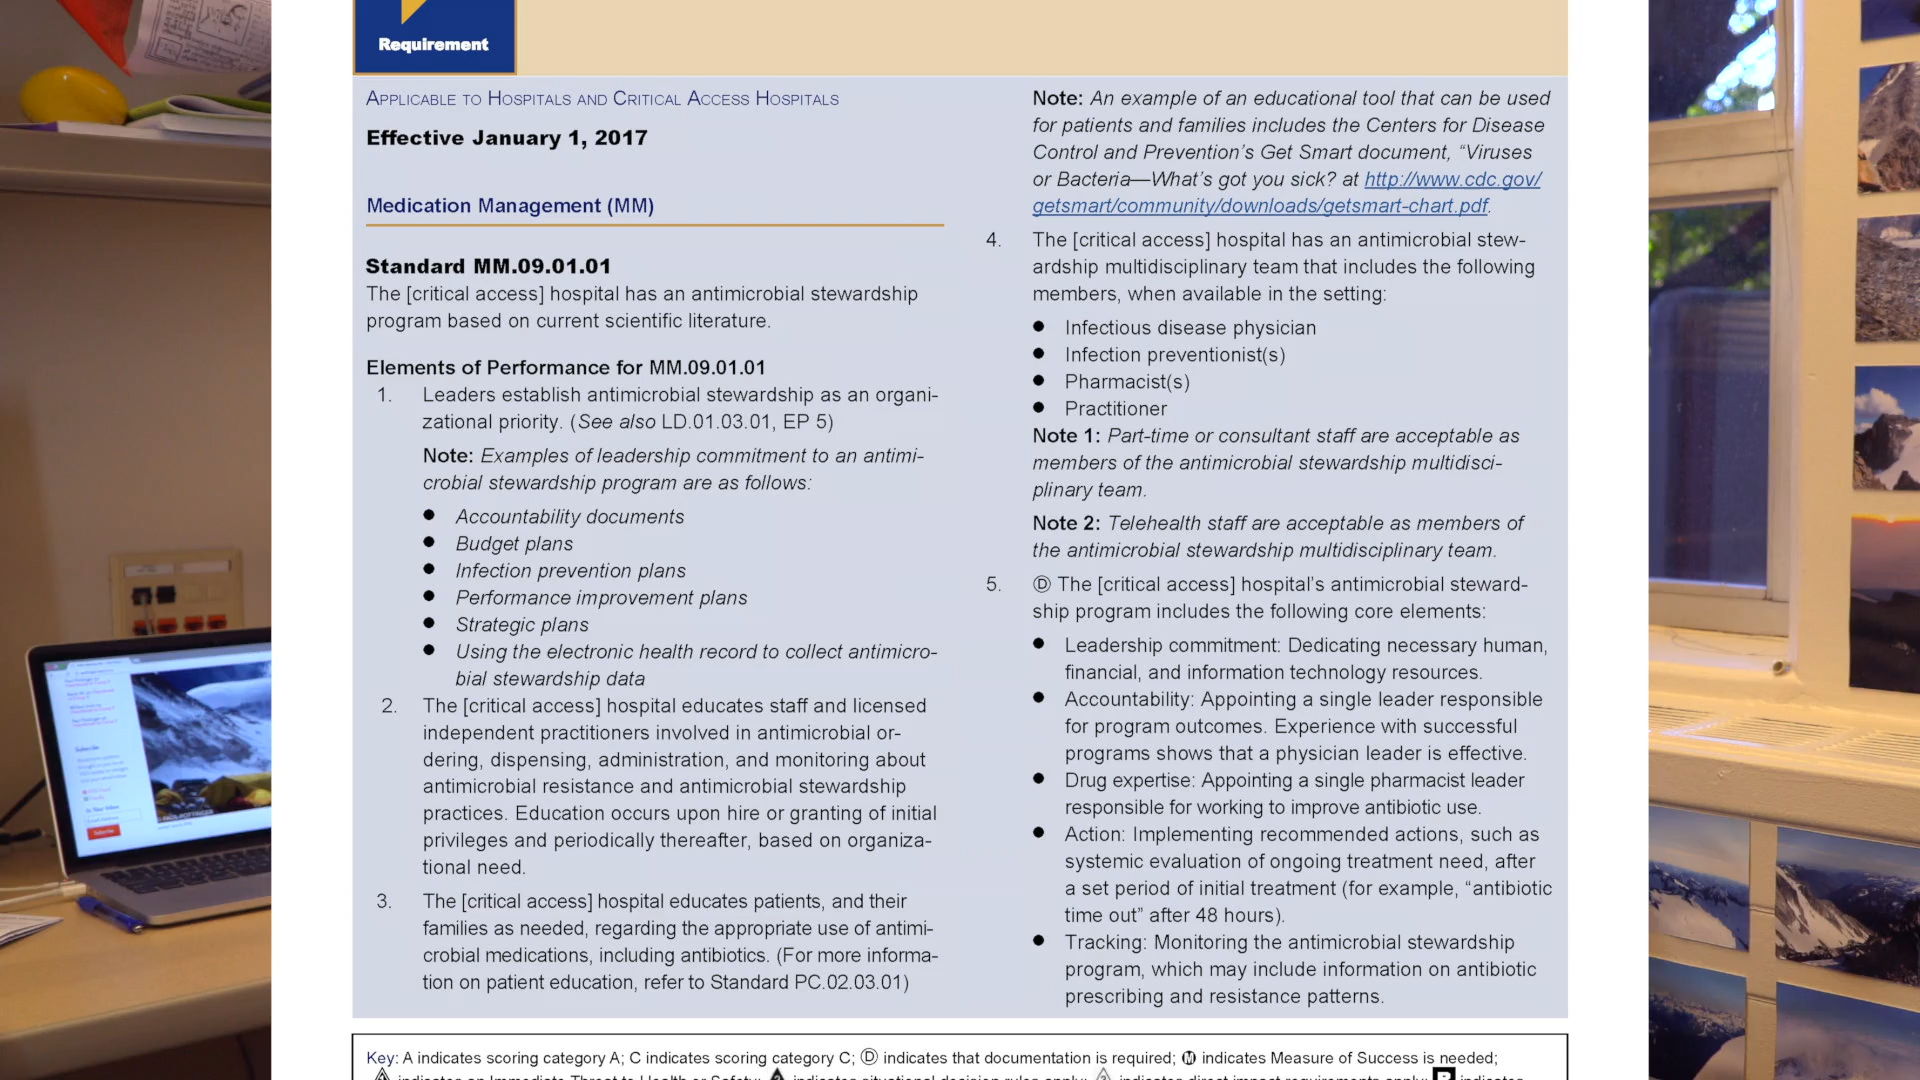 Requirement
APPLICABLE TO HOSPITALS AND CRITICAL ACCESS HOSPITALS
Effective January 1, 2017
Medication Management (MM)
Standard MM.09.01.01
The [critical access] hospital has an antimicrobial stewardship
program based on current scientific literature.
Elements of Performance for MM.09.01.01
1. Leaders establish antimicrobial stewardship as an organi-
zational priority. (See also LD.01.03.01, EP 5)
Note: Examples of leadership commitment to an antimi-
crobial stewardship program are as follows:
● Accountability documents
● Budget plans
● Infection prevention plans
● Performance improvement plans
● Strategic plans
● Using the electronic health record to collect antimicro-
bial stewardship data
2. The [critical access] hospital educates staff and licensed
independent practitioners involved in antimicrobial or-
dering, dispensing, administration, and monitoring about
antimicrobial resistance and antimicrobial stewardship
practices. Education occurs upon hire or granting of initial
privileges and periodically thereafter, based on organiza-
tional need.
3. The [critical access] hospital educates patients, and their
families as needed, regarding the appropriate use of antimi-
crobial medications, including antibiotics. (For more informa-
tion on patient education, refer to Standard PC.02.03.01)
Note: An example of an educational tool that can be used
for patients and families includes the Centers for Disease
Control and Prevention's Get Smart document, “Viruses
or Bacteria—What's got you sick? at http://www.cdc.gov/
getsmart/community/downloads/getsmart-chart.pdf.
4. The [critical access] hospital has an antimicrobial stew-
ardship multidisciplinary team that includes the following
members, when available in the setting:
● Infectious disease physician
● Infection preventionist(s)
● Pharmacist(s)
● Practitioner
Note 1: Part-time or consultant staff are acceptable as
members of the antimicrobial stewardship multidisci-
plinary team.
Note 2: Telehealth staff are acceptable as members of
the antimicrobial stewardship multidisciplinary team.
5. Ⓓ The [critical access] hospital's antimicrobial steward-
ship program includes the following core elements:
● Leadership commitment: Dedicating necessary human,
financial, and information technology resources.
● Accountability: Appointing a single leader responsible
for program outcomes. Experience with successful
programs shows that a physician leader is effective.
● Drug expertise: Appointing a single pharmacist leader
responsible for working to improve antibiotic use.
● Action: Implementing recommended actions, such as
systemic evaluation of ongoing treatment need, after
a set period of initial treatment (for example, “antibiotic
time out” after 48 hours).
● Tracking: Monitoring the antimicrobial stewardship
program, which may include information on antibiotic
prescribing and resistance patterns.
Key: A indicates scoring category A; C indicates scoring category C; Ⓓ indicates that documentation is required; Ⓜ indicates Measure of Success is needed;
indicates an Immediate Threat to Health or Safety; indicates situational decision rules apply; indicates direct impact requirements apply; R indicates